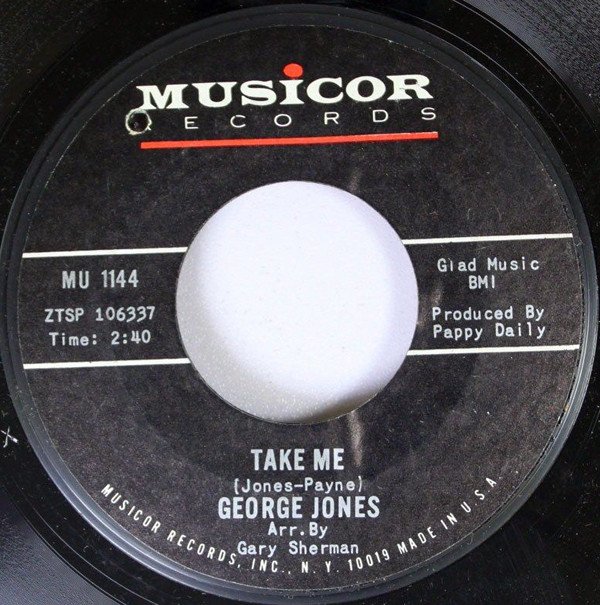 MUSICOR
RECORDS
MU 1144
ZTSP 106337
Time: 2:40
Glad Music
BMI
Produced By
Pappy Daily
TAKE ME
(Jones-Payne)
GEORGE JONES
Arr.By
Gary Sherman
MUSICOR RECORDS, INC., N. Y. 10019 MADE IN U.S.A.